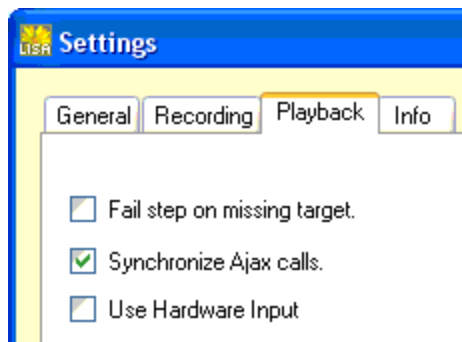 LISA Settings
General Recording Playback Info
Fail step on missing target.
Synchronize Ajax calls.
Use Hardware Input